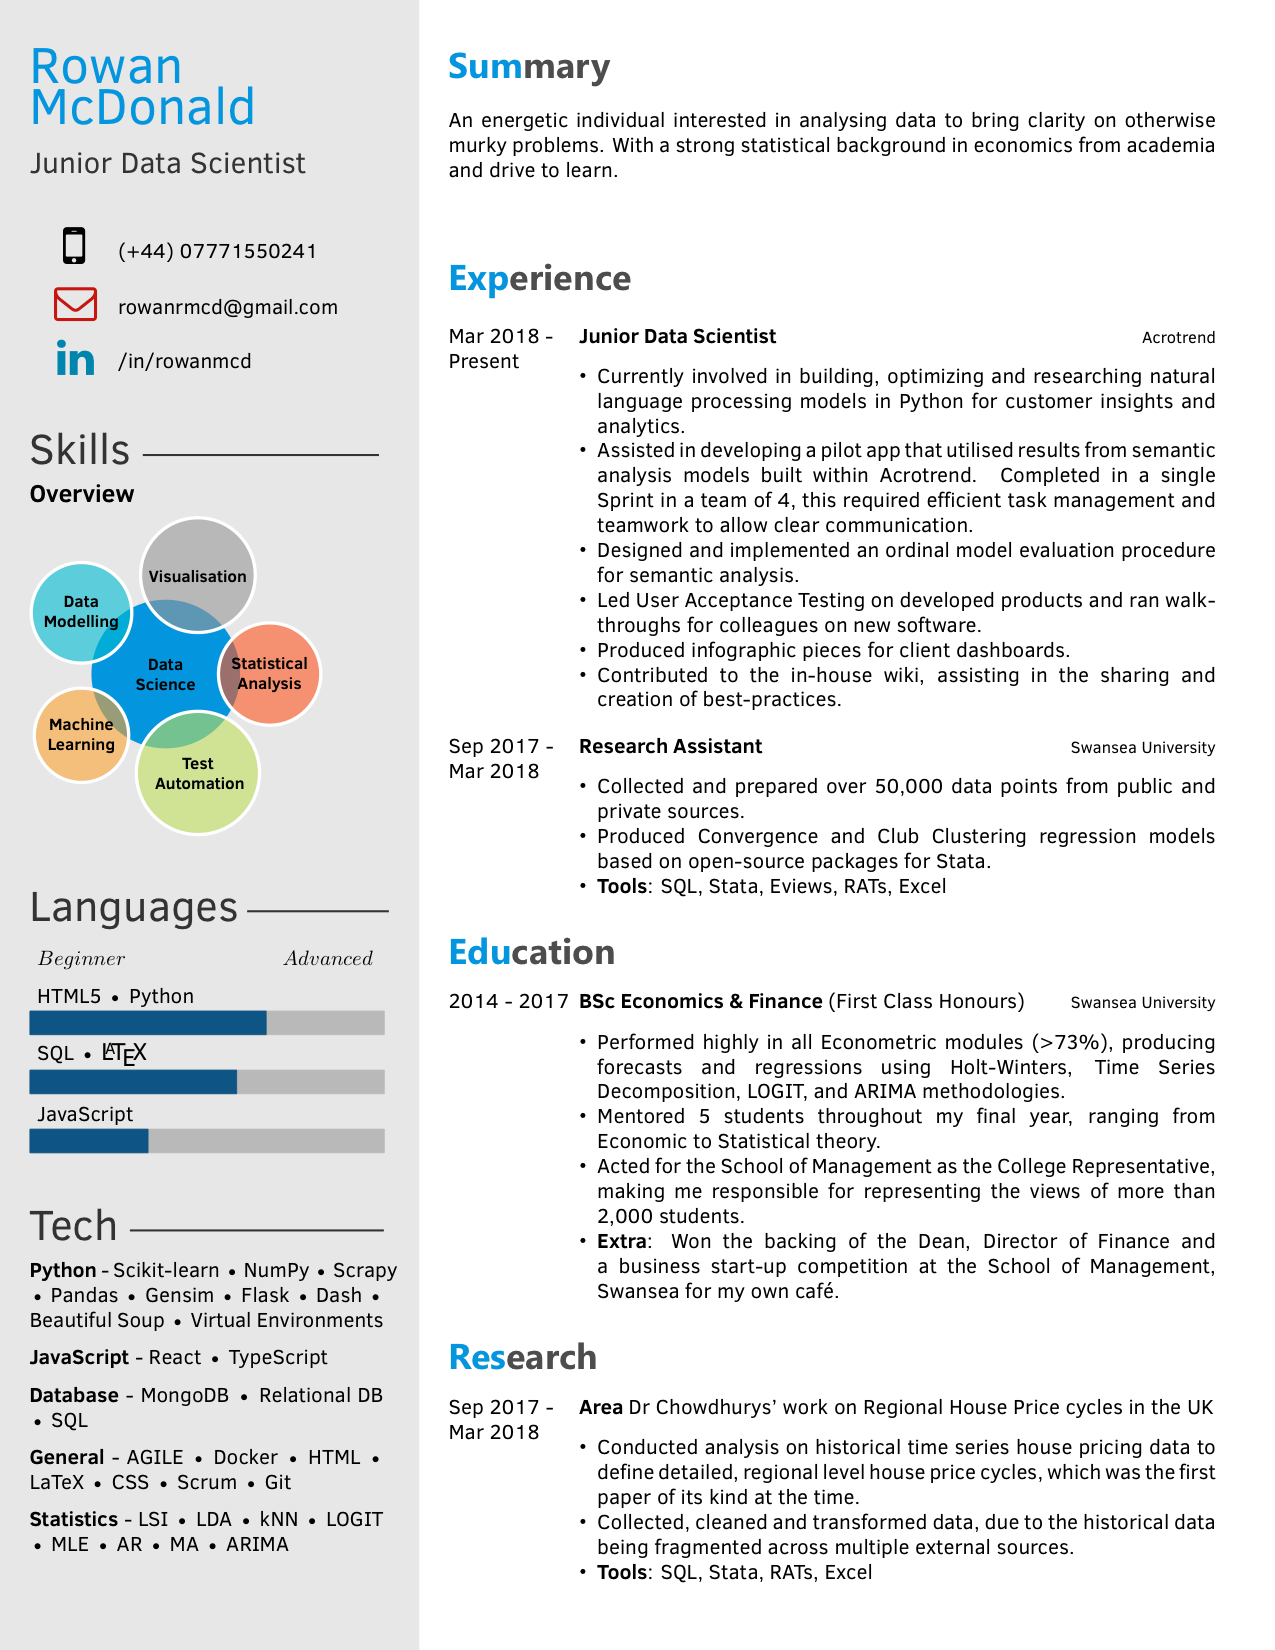 Rowan
McDonald
Junior Data Scientist
(+44) 07771550241
rowanrmcd@gmail.com
in /in/rowanmcd
Skills
Overview
Visualisation
Data
Modelling
Data
Science
Statistical
Analysis
Machine
Learning
Test
Automation
Languages
Beginner Advanced
HTML5 • Python
SQL • LATEX
JavaScript
Tech
Python - Scikit-learn • NumPy • Scrapy
• Pandas • Gensim • Flask • Dash •
Beautiful Soup • Virtual Environments
JavaScript - React • TypeScript
Database - MongoDB • Relational DB
• SQL
General - AGILE • Docker • HTML •
LaTeX • CSS • Scrum • Git
Statistics - LSI • LDA • kNN • LOGIT
• MLE • AR • MA • ARIMA
Summary
An energetic individual interested in analysing data to bring clarity on otherwise
murky problems. With a strong statistical background in economics from academia
and drive to learn.
Experience
Mar 2018 - Junior Data Scientist Acrotrend
Present
• Currently involved in building, optimizing and researching natural
language processing models in Python for customer insights and
analytics.
• Assisted in developing a pilot app that utilised results from semantic
analysis models built within Acrotrend. Completed in a single
Sprint in a team of 4, this required efficient task management and
teamwork to allow clear communication.
• Designed and implemented an ordinal model evaluation procedure
for semantic analysis.
• Led User Acceptance Testing on developed products and ran walk-
throughs for colleagues on new software.
• Produced infographic pieces for client dashboards.
• Contributed to the in-house wiki, assisting in the sharing and
creation of best-practices.
Sep 2017 - Research Assistant Swansea University
Mar 2018
• Collected and prepared over 50,000 data points from public and
private sources.
• Produced Convergence and Club Clustering regression models
based on open-source packages for Stata.
• Tools: SQL, Stata, Eviews, RATs, Excel
Education
2014 - 2017 BSc Economics & Finance (First Class Honours) Swansea University
• Performed highly in all Econometric modules (>73%), producing
forecasts and regressions using Holt-Winters, Time Series
Decomposition, LOGIT, and ARIMA methodologies.
• Mentored 5 students throughout my final year, ranging from
Economic to Statistical theory.
• Acted for the School of Management as the College Representative,
making me responsible for representing the views of more than
2,000 students.
• Extra: Won the backing of the Dean, Director of Finance and
a business start-up competition at the School of Management,
Swansea for my own café.
Research
Sep 2017 - Area Dr Chowdhurys' work on Regional House Price cycles in the UK
Mar 2018
• Conducted analysis on historical time series house pricing data to
define detailed, regional level house price cycles, which was the first
paper of its kind at the time.
• Collected, cleaned and transformed data, due to the historical data
being fragmented across multiple external sources.
• Tools: SQL, Stata, RATs, Excel